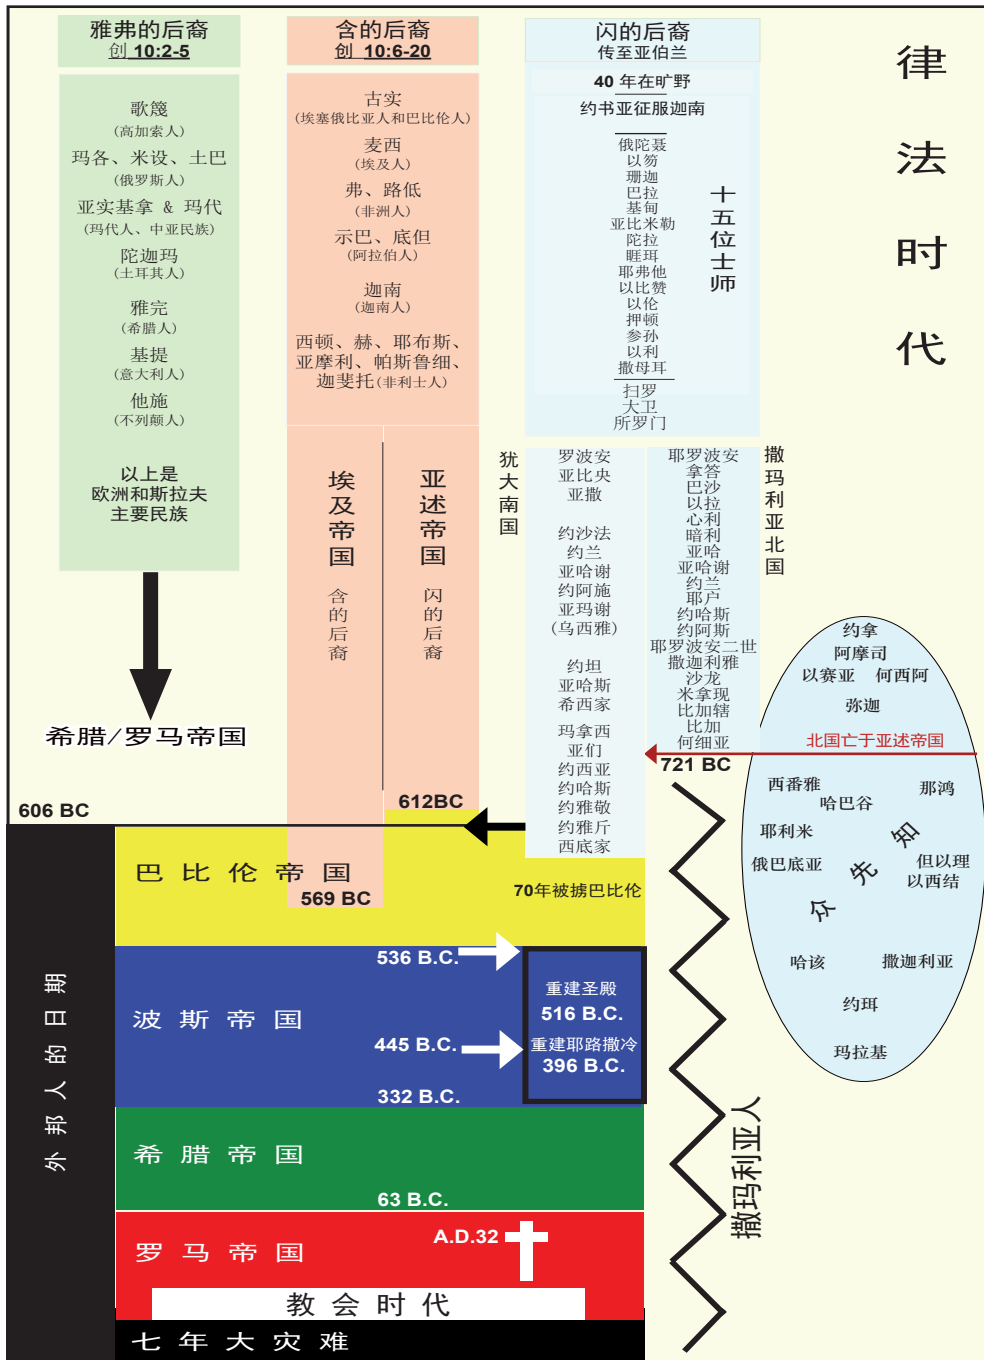 雅弗的后裔
创 10:2-5
歌篾
(高加索人)
玛各、米设、土巴
(俄罗斯人)
亚实基拿 & 玛代
(玛代人、中亚民族)
陀迦玛
(土耳其人)
雅完
(希腊人)
基提
(意大利人)
他施
(不列颠人)
以上是
欧洲和斯拉夫
主要民族
希腊/罗马帝国
含的后裔
创 10:6-20
古实
(埃塞俄比亚人和巴比伦人)
麦西
(埃及人)
弗、路低
(非洲人)
示巴、底但
(阿拉伯人)
迦南
(迦南人)
西顿、赫、耶布斯、
亚摩利、帕斯鲁细、
迦斐托(非利士人)
埃及帝国
含的后裔
亚述帝国
闪的后裔
闪的后裔
传至亚伯兰
40 年在旷野
约书亚征服迦南
俄陀聂
以笏
珊迦
巴拉
基甸
亚比米勒
陀拉
睚珥
耶弗他
以比赞
以伦
押顿
参孙
以利
撒母耳
十五位士师
扫罗
大卫
所罗门
律法时代
犹大南国
罗波安
亚比央
亚撒
约沙法
约兰
亚哈谢
约阿施
亚玛谢
(乌西雅)
约坦
亚哈斯
希西家
玛拿西
亚们
约西亚
约哈斯
约雅敬
约雅斤
西底家
耶罗波安
拿答
巴沙
以拉
心利
暗利
亚哈
亚哈谢
约兰
耶户
约哈斯
约阿斯
耶罗波安二世
撒迦利雅
沙龙
米拿现
比加辖
比加
何细亚
撒玛利亚北国
721 BC
约拿
阿摩司
以赛亚 何西阿
弥迦
北国亡于亚述帝国
西番雅
那鸿
哈巴谷
耶利米
俄巴底亚
但以理
以西结
众先知
哈该
撒迦利亚
约珥
玛拉基
606 BC
612BC
巴比伦帝国
569 BC
70年被掳巴比伦
536 B.C.
重建圣殿
516 B.C.
波斯帝国
445 B.C.
重建耶路撒冷
396 B.C.
332 B.C.
希腊帝国
63 B.C.
罗马帝国
A.D.32
教会时代
七年大灾难
外邦人的日期
撒玛利亚人